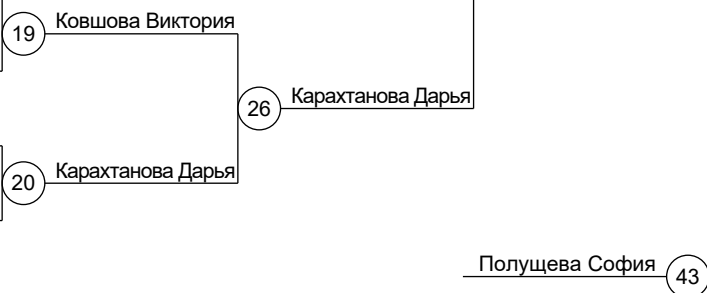 19 Ковшова Виктория
26 Карахтанова Дарья
20 Карахтанова Дарья
Полущева София 43